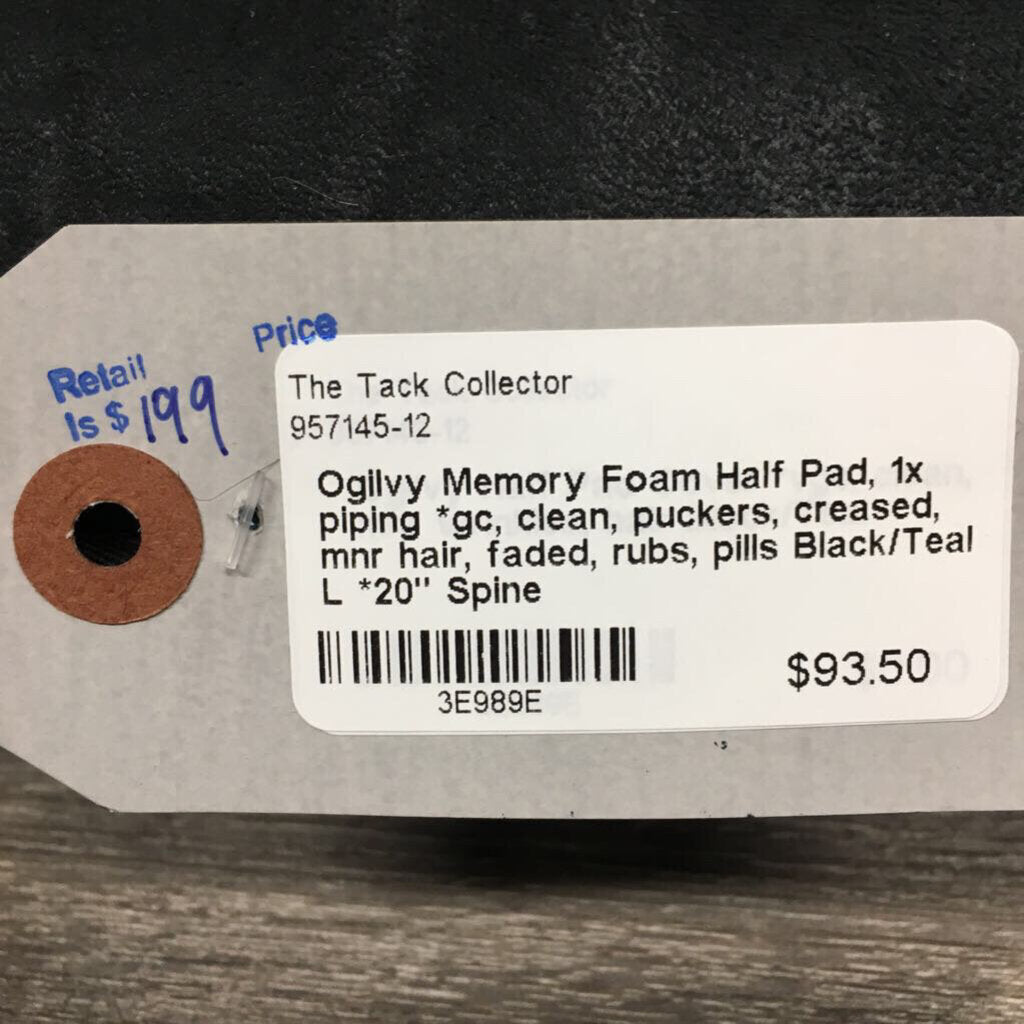 Price
Retail
Is $ 199
The Tack Collector
957145-12
Ogilvy Memory Foam Half Pad, 1x
piping *gc, clean, puckers, creased,
mnr hair, faded, rubs, pills Black/Teal
L *20" Spine
3E989E
$93.50